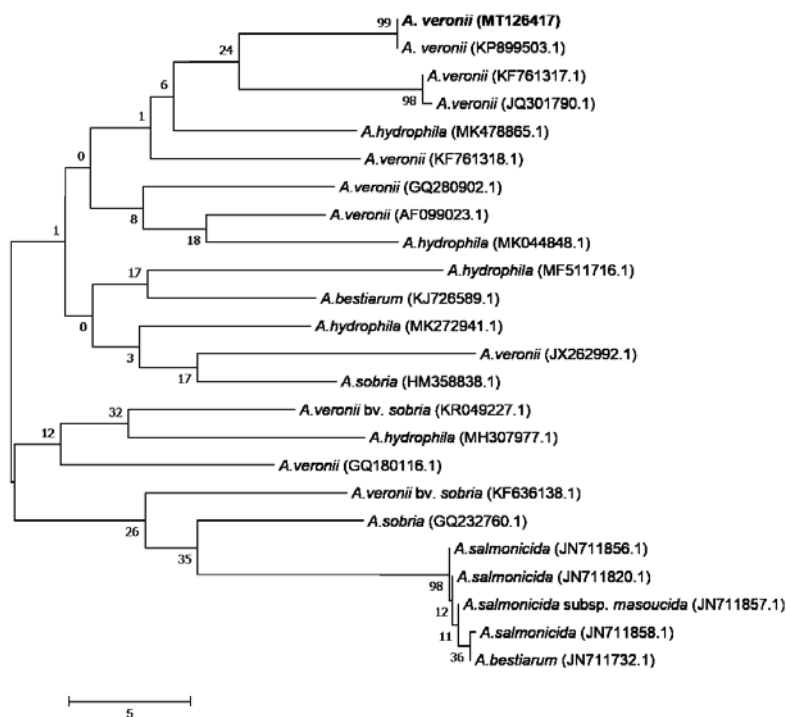 99 A. veronii (MT126417)
A. veronii (KP899503.1)
24
A.veronii (KF761317.1)
98 A.veronii (JQ301790.1)
6
A.hydrophila (MK478865.1)
1
A.veronii (KF761318.1)
0
A.veronii (GQ280902.1)
8
A.veronii (AF099023.1)
18
A.hydrophila (MK044848.1)
1
A.hydrophila (MF511716.1)
17
A.bestiarum (KJ726589.1)
0
A.hydrophila (MK272941.1)
3
A.veronii (JX262992.1)
17
A.sobria (HM358838.1)
A.veronii bv. sobria (KR049227.1)
32
A.hydrophila (MH307977.1)
12
A.veronii (GQ180116.1)
A.veronii bv. sobria (KF636138.1)
26
A.sobria (GQ232760.1)
35
A.salmonicida (JN711856.1)
98
A.salmonicida (JN711820.1)
12
A.salmonicida subsp. masoucida (JN711857.1)
11
A.salmonicida (JN711858.1)
36
A.bestiarum (JN711732.1)
5